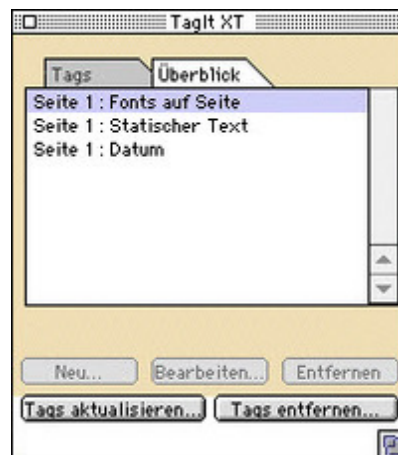 TagIt XT
Tags Überblick
Seite 1 : Fonts auf Seite
Seite 1 : Statischer Text
Seite 1 : Datum
Neu... Bearbeiten... Entfernen
Tags aktualisieren... Tags entfernen...